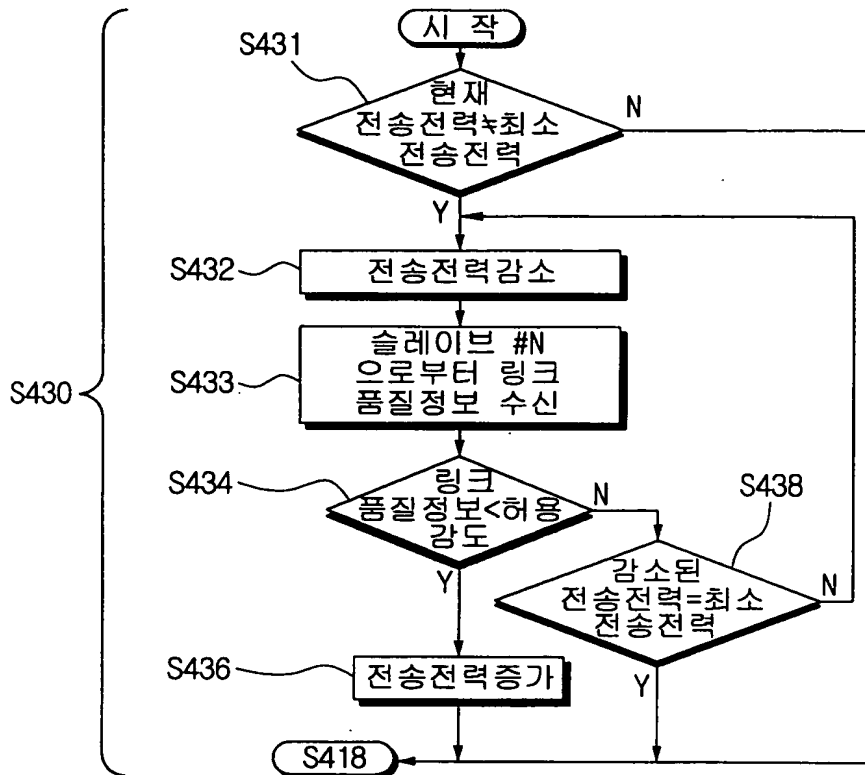 시 작
S431
현재
전송전력≒최소
전송전력
N
Y
S432
전송전력감소
S430
S433
슬레이브 #N
으로부터 링크
품질정보 수신
S434
링크
품질정보<허용
강도
N
Y
S438
감소된
전송전력=최소
전송전력
N
Y
S436
전송전력증가
S418